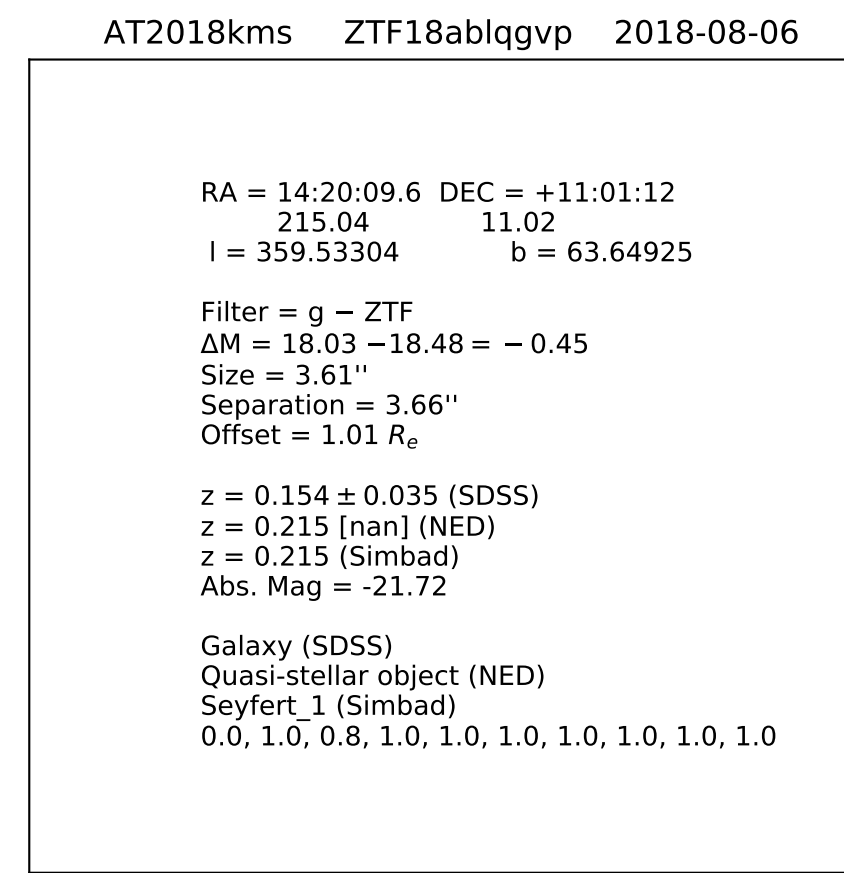 AT2018kms ZTF18ablqgvp 2018-08-06
RA = 14:20:09.6 DEC = +11:01:12
215.04 11.02
l = 359.53304 b = 63.64925
Filter = g − ZTF
ΔM = 18.03 −18.48 = − 0.45
Size = 3.61''
Separation = 3.66''
Offset = 1.01 Rₑ
z = 0.154 ± 0.035 (SDSS)
z = 0.215 [nan] (NED)
z = 0.215 (Simbad)
Abs. Mag = -21.72
Galaxy (SDSS)
Quasi-stellar object (NED)
Seyfert_1 (Simbad)
0.0, 1.0, 0.8, 1.0, 1.0, 1.0, 1.0, 1.0, 1.0, 1.0